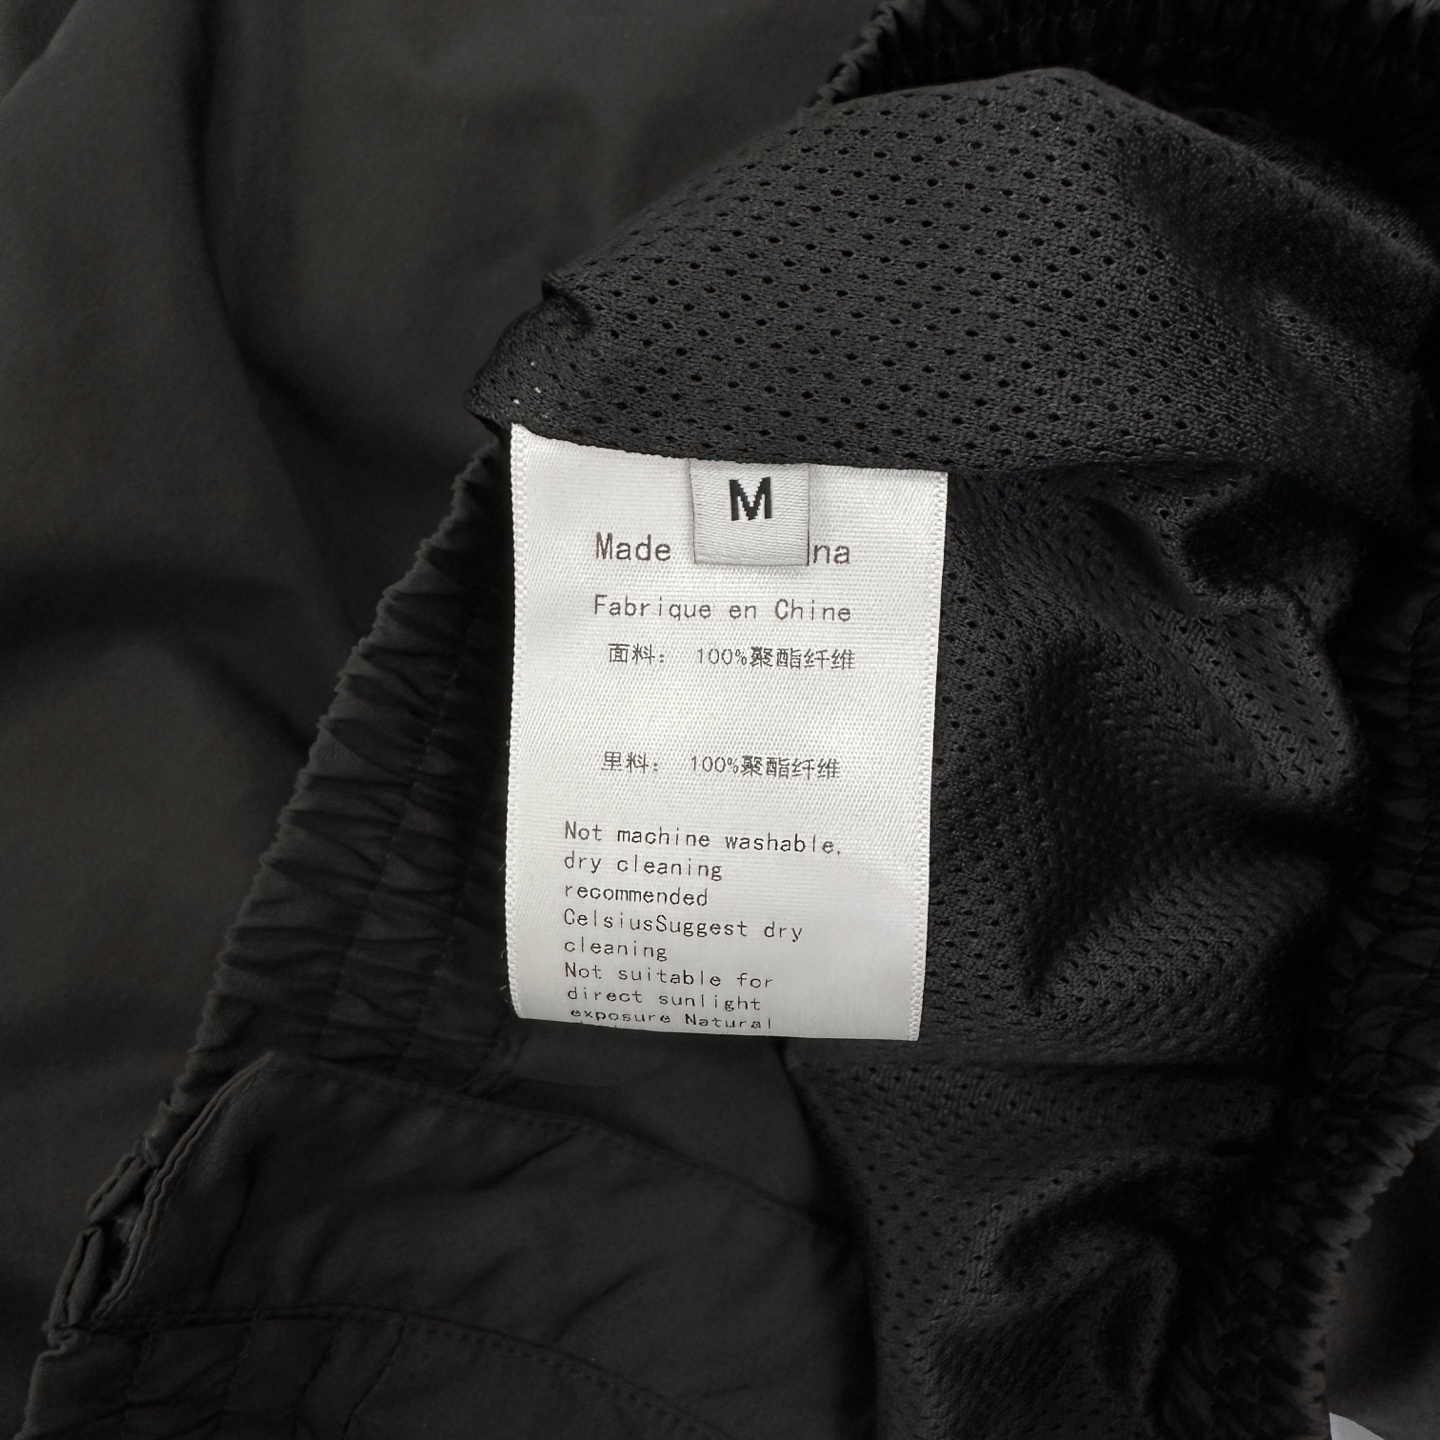 M
Made na
Fabrique en Chine
面料： 100%聚酯纤维
里料： 100%聚酯纤维
Not machine washable,
dry cleaning
recommended
CelsiusSuggest dry
cleaning
Not suitable for
direct sunlight
exposure Natural